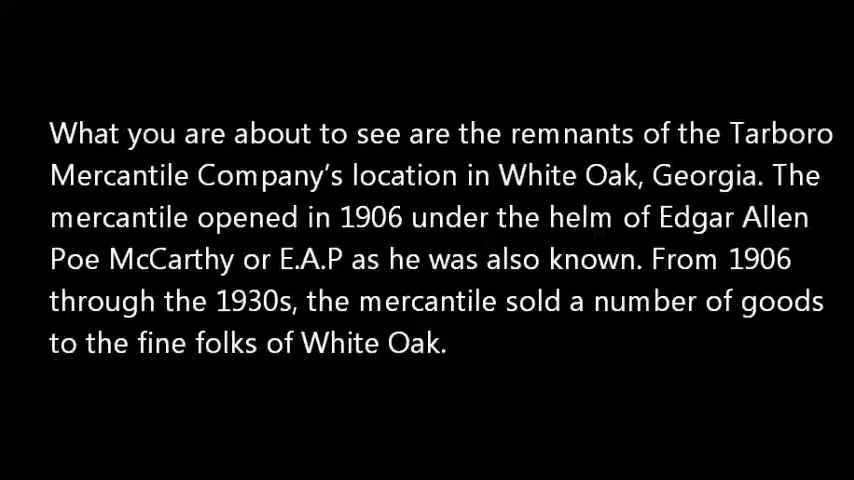 What you are about to see are the remnants of the Tarboro
Mercantile Company’s location in White Oak, Georgia. The
mercantile opened in 1906 under the helm of Edgar Allen
Poe McCarthy or E.A.P as he was also known. From 1906
through the 1930s, the mercantile sold a number of goods
to the fine folks of White Oak.